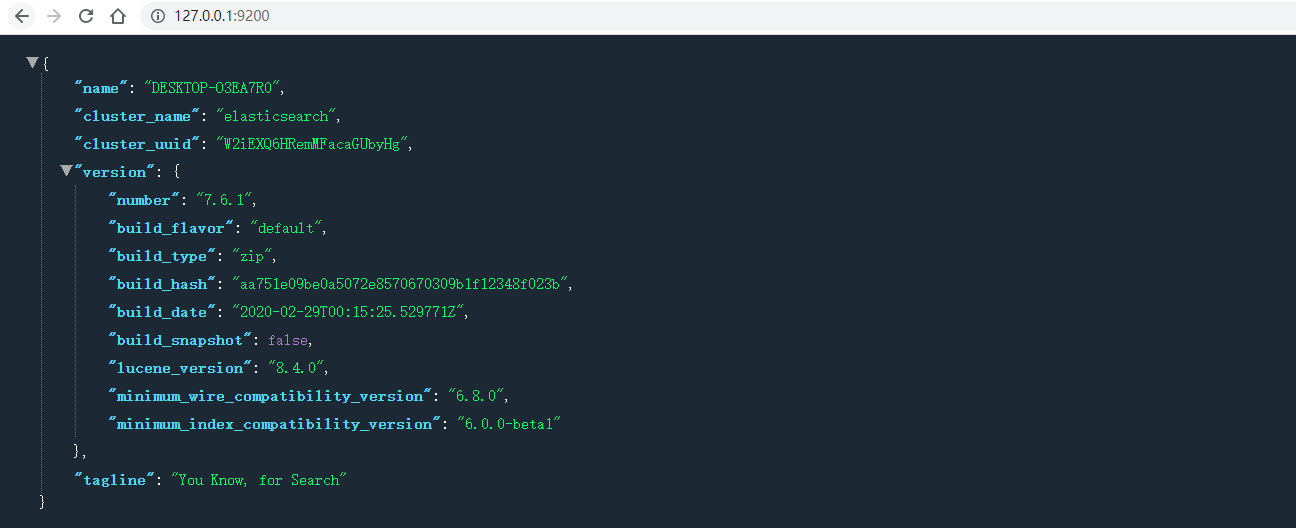 127.0.0.1:9200
{
"name": "DESKTOP-O3EA7R0",
"cluster_name": "elasticsearch",
"cluster_uuid": "W2iEXQ6HRemMFacaGUbyHg",
"version": {
"number": "7.6.1",
"build_flavor": "default",
"build_type": "zip",
"build_hash": "aa751e09be0a5072e8570670309b1f12348f023b",
"build_date": "2020-02-29T00:15:25.529771Z",
"build_snapshot": false,
"lucene_version": "8.4.0",
"minimum_wire_compatibility_version": "6.8.0",
"minimum_index_compatibility_version": "6.0.0-beta1"
},
"tagline": "You Know, for Search"
}